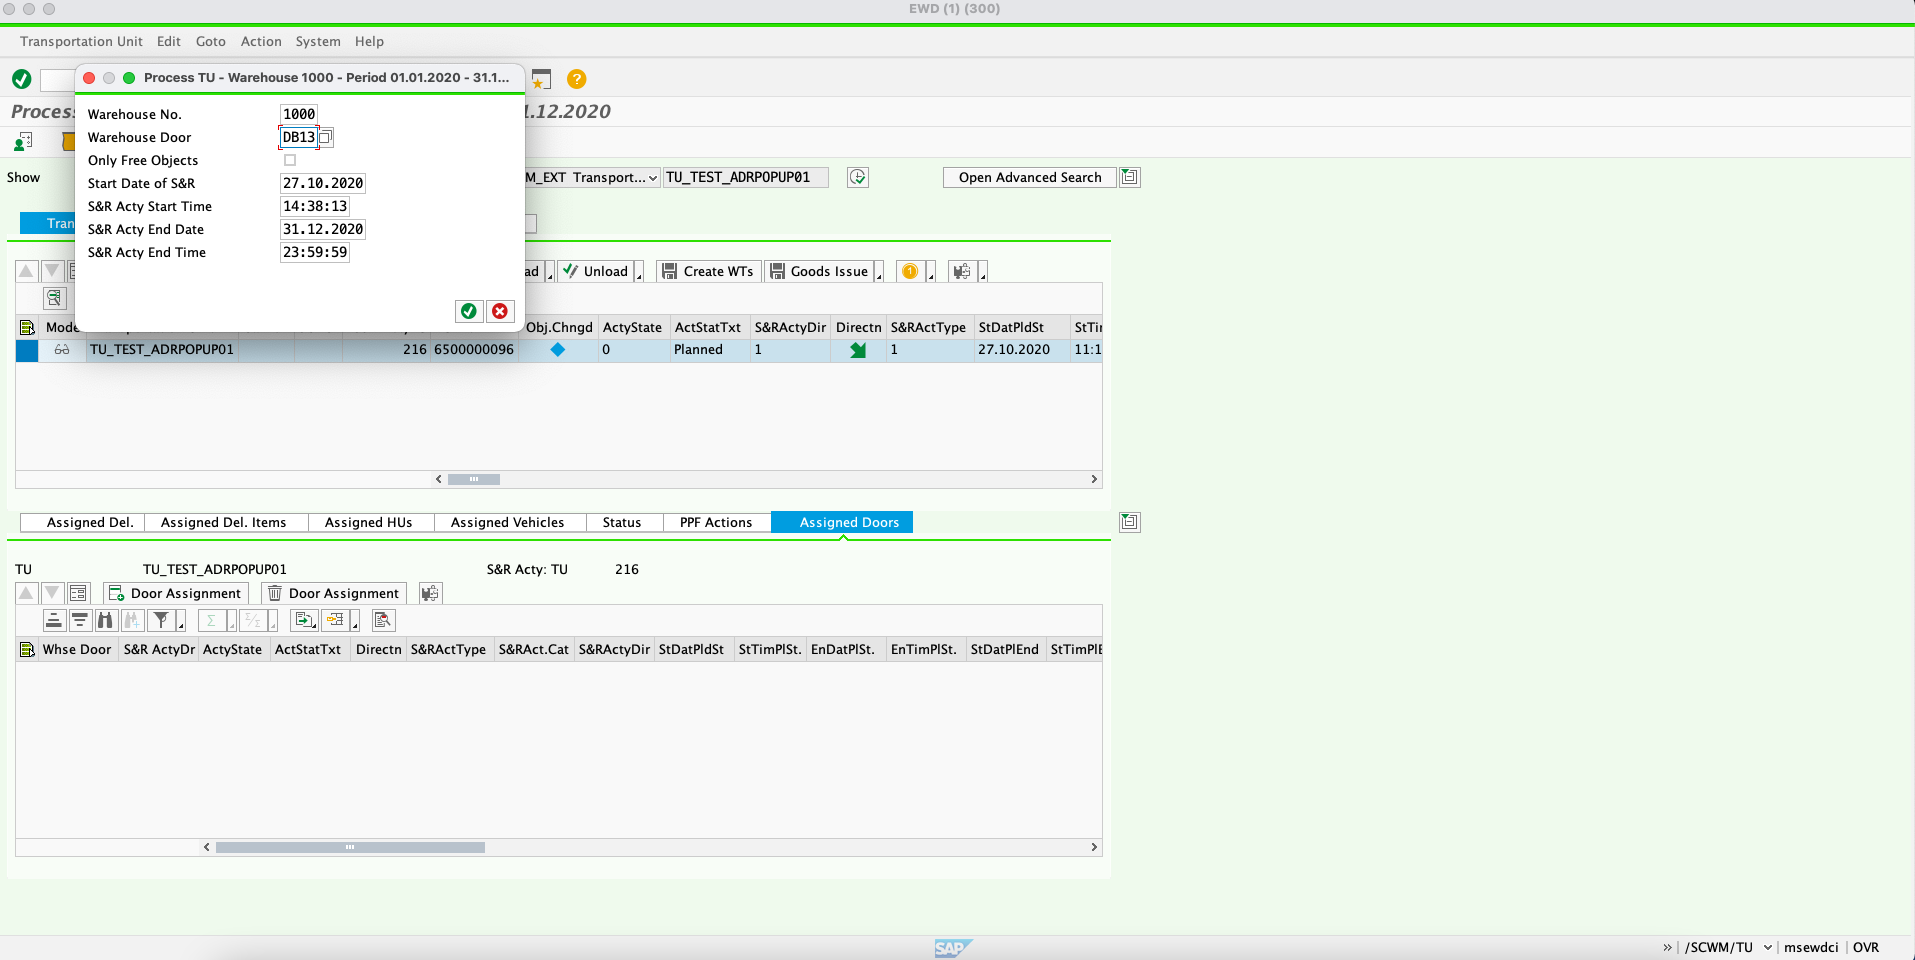 EWD (1) (300)
Transportation Unit Edit Goto Action System Help
Process TU - Warehouse 1000 - Period 01.01.2020 - 31.1...
Process
1.12.2020
Warehouse No. 1000
Warehouse Door DB13
Only Free Objects
Start Date of S&R 27.10.2020
S&R Acty Start Time 14:38:13
S&R Acty End Date 31.12.2020
S&R Acty End Time 23:59:59
Show M_EXT Transport... TU_TEST_ADRPOPUP01 Open Advanced Search
Tran
ad Unload Create WTs Goods Issue
Mode Obj.Chngd ActyState ActStatTxt S&RActyDir Directn S&RActType StDatPldSt StTi
TU_TEST_ADRPOPUP01 216 6500000096 0 Planned 1 1 27.10.2020 11:1
Assigned Del. Assigned Del. Items Assigned HUs Assigned Vehicles Status PPF Actions Assigned Doors
TU TU_TEST_ADRPOPUP01 S&R Acty: TU 216
Door Assignment Door Assignment
Whse Door S&R ActyDr ActyState ActStatTxt Directn S&RActType S&RAct.Cat S&RActyDir StDatPldSt StTimPlSt. EnDatPlSt. EnTimPlSt. StDatPlEnd StTimPlE
SAP /SCWM/TU msewdci OVR